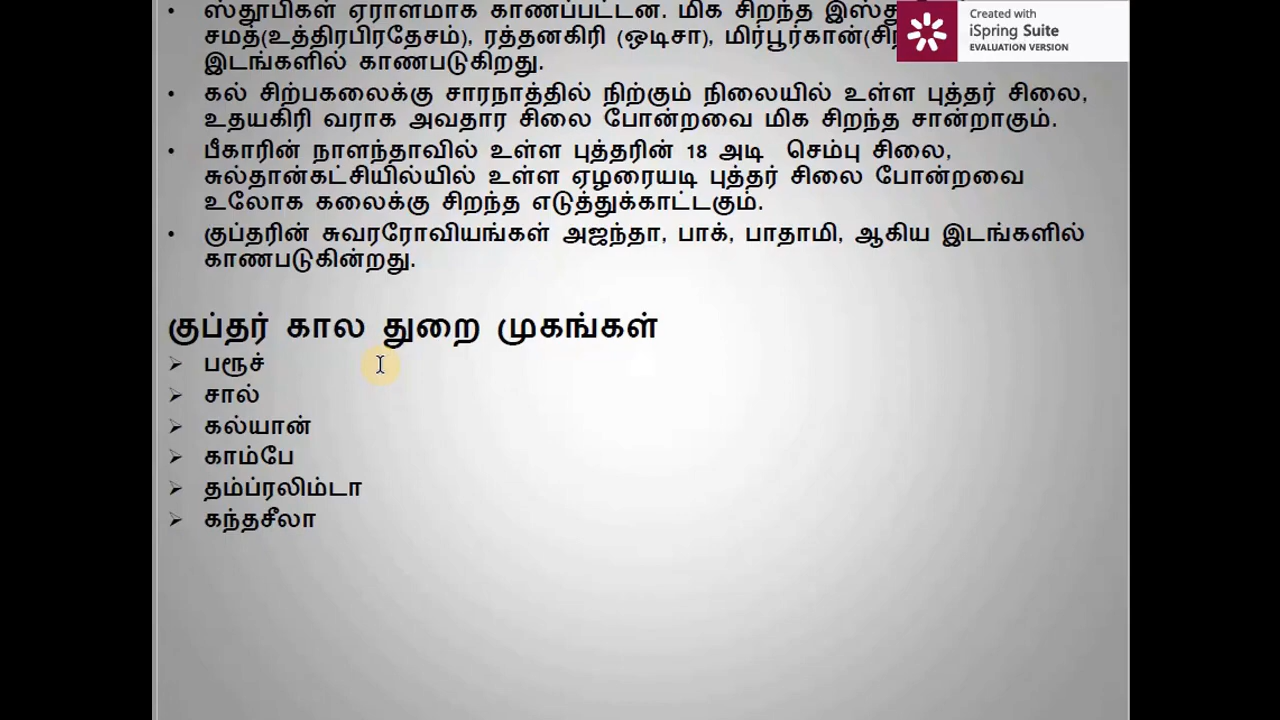 ஸ்தூபிகள் ஏராளமாக காணப்பட்டன. மிக சிறந்த
சமத்(உத்திரபிரதேசம்), ரத்தனகிரி (ஒடிசா), மிர்பூர்கான்
இடங்களில் காணபடுகிறது.
Created with
iSpring Suite
EVALUATION VERSION
• கல் சிற்பகலைக்கு சாரநாத்தில் நிற்கும் நிலையில் உள்ள புத்தர் சிலை,
உதயகிரி வராக அவதார சிலை போன்றவை மிக சிறந்த சான்றாகும்.
• பீகாரின் நாளந்தாவில் உள்ள புத்தரின் 18 அடி செம்பு சிலை,
சுல்தான்கட்சியில்யில் உள்ள ஏழரையடி புத்தர் சிலை போன்றவை
உலோக கலைக்கு சிறந்த எடுத்துக்காட்டகும்.
• குப்தரின் சுவரரோவியங்கள் அஜந்தா, பாக், பாதாமி, ஆகிய இடங்களில்
காணபடுகின்றது.
குப்தர் கால துறை முகங்கள்
➢ பரூச்
➢ சால்
➢ கல்யான்
➢ காம்பே
➢ தம்ப்ரலிம்டா
➢ கந்தசீலா